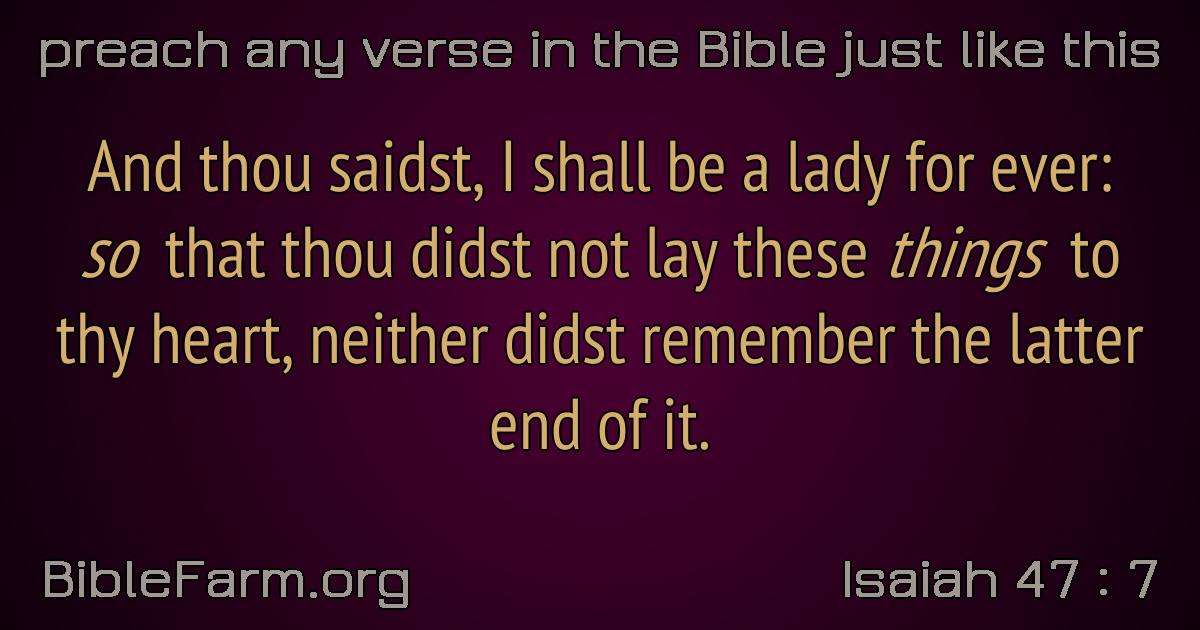 preach any verse in the Bible just like this
And thou saidst, I shall be a lady for ever:
so that thou didst not lay these things to
thy heart, neither didst remember the latter
end of it.
BibleFarm.org
Isaiah 47 : 7